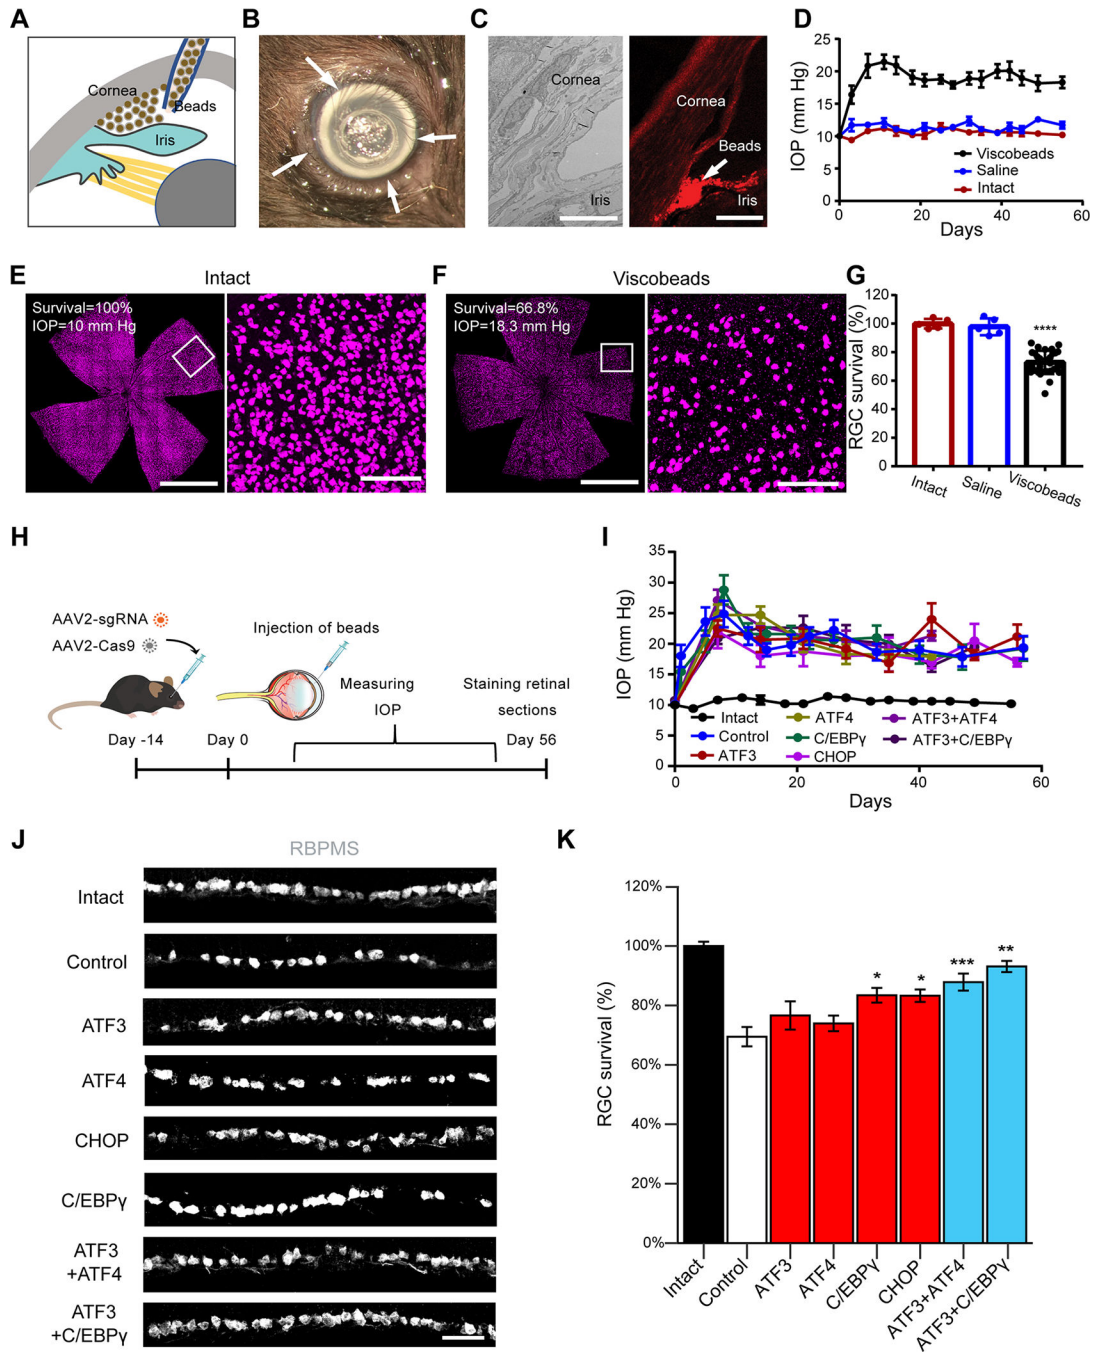 A
Cornea
Beads
Iris
B
C
Cornea
Iris
Cornea
Beads
Iris
D
IOP (mm Hg)
25
20
15
10
5
0
0
20
40
60
Days
Viscobeads
Saline
Intact
E
Intact
Survival=100%
IOP=10 mm Hg
F
Viscobeads
Survival=66.8%
IOP=18.3 mm Hg
G
RGC survival (%)
120
100
80
60
40
20
0
****
Intact
Saline
Viscobeads
H
AAV2-sgRNA
AAV2-Cas9
Injection of beads
Measuring
IOP
Staining retinal
sections
Day -14
Day 0
Day 56
I
IOP (mm Hg)
35
30
25
20
15
10
5
0
0
20
40
60
Days
Intact
Control
ATF3
ATF4
C/EBPγ
CHOP
ATF3+ATF4
ATF3+C/EBPγ
J
RBPMS
Intact
Control
ATF3
ATF4
CHOP
C/EBPγ
ATF3
+ATF4
ATF3
+C/EBPγ
K
RGC survival (%)
120%
100%
80%
60%
40%
20%
0%
*
*
***
**
Intact
Control
ATF3
ATF4
C/EBPγ
CHOP
ATF3+ATF4
ATF3+C/EBPγ